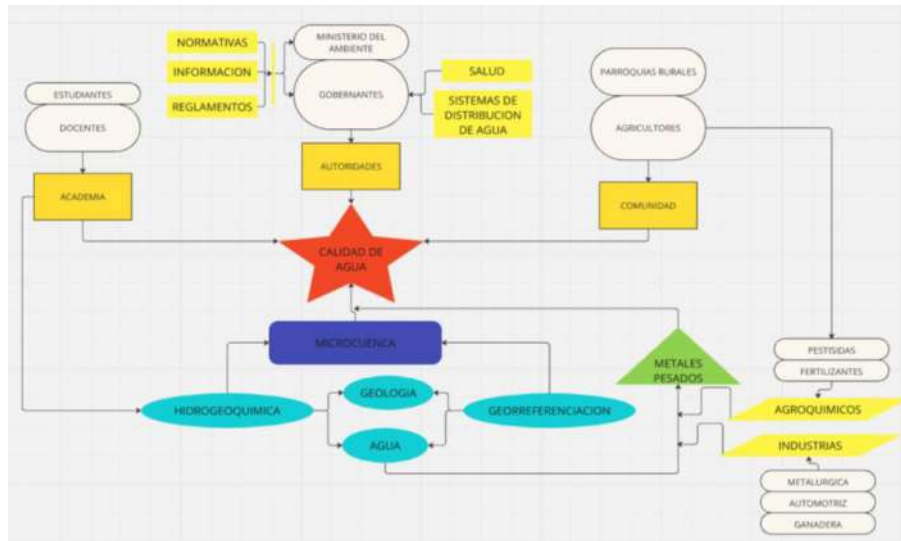 NORMATIVAS
INFORMACION
REGLAMENTOS
MINISTERIO DEL
AMBIENTE
GOBERNANTES
SALUD
SISTEMAS DE
DISTRIBUCION
DE AGUA
PARROQUIAS RURALES
AGRICULTORES
ESTUDIANTES
DOCENTES
ACADEMIA
AUTORIDADES
COMUNIDAD
CALIDAD DE
AGUA
MICROCUENCA
METALES
PESADOS
PESTISIDAS
FERTILIZANTES
HIDROGEOQUIMICA
GEOLOGIA
AGUA
GEORREFERENCIACION
AGROQUIMICOS
INDUSTRIAS
METALURGICA
AUTOMOTRIZ
GANADERA